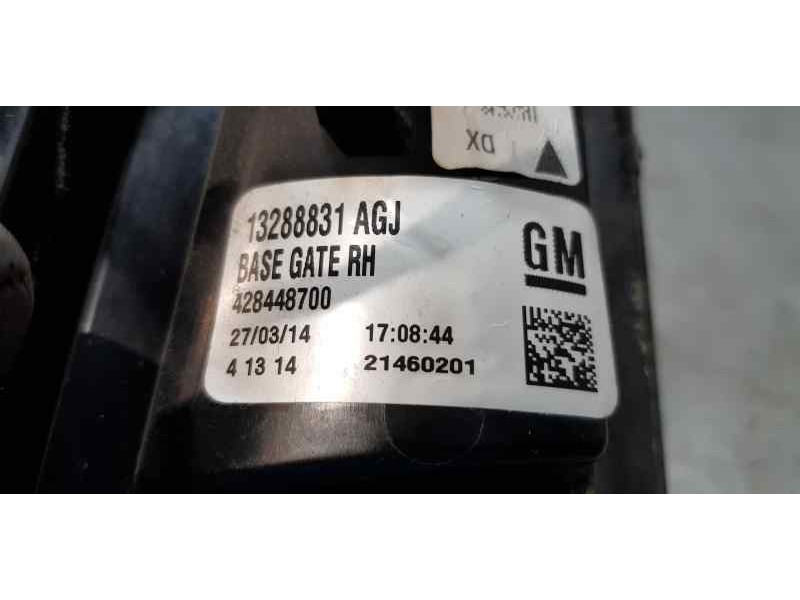 DX
13288831 AGJ
BASE GATE RH
GM
428448700
27/03/14 17:08:44
4 13 14 21460201